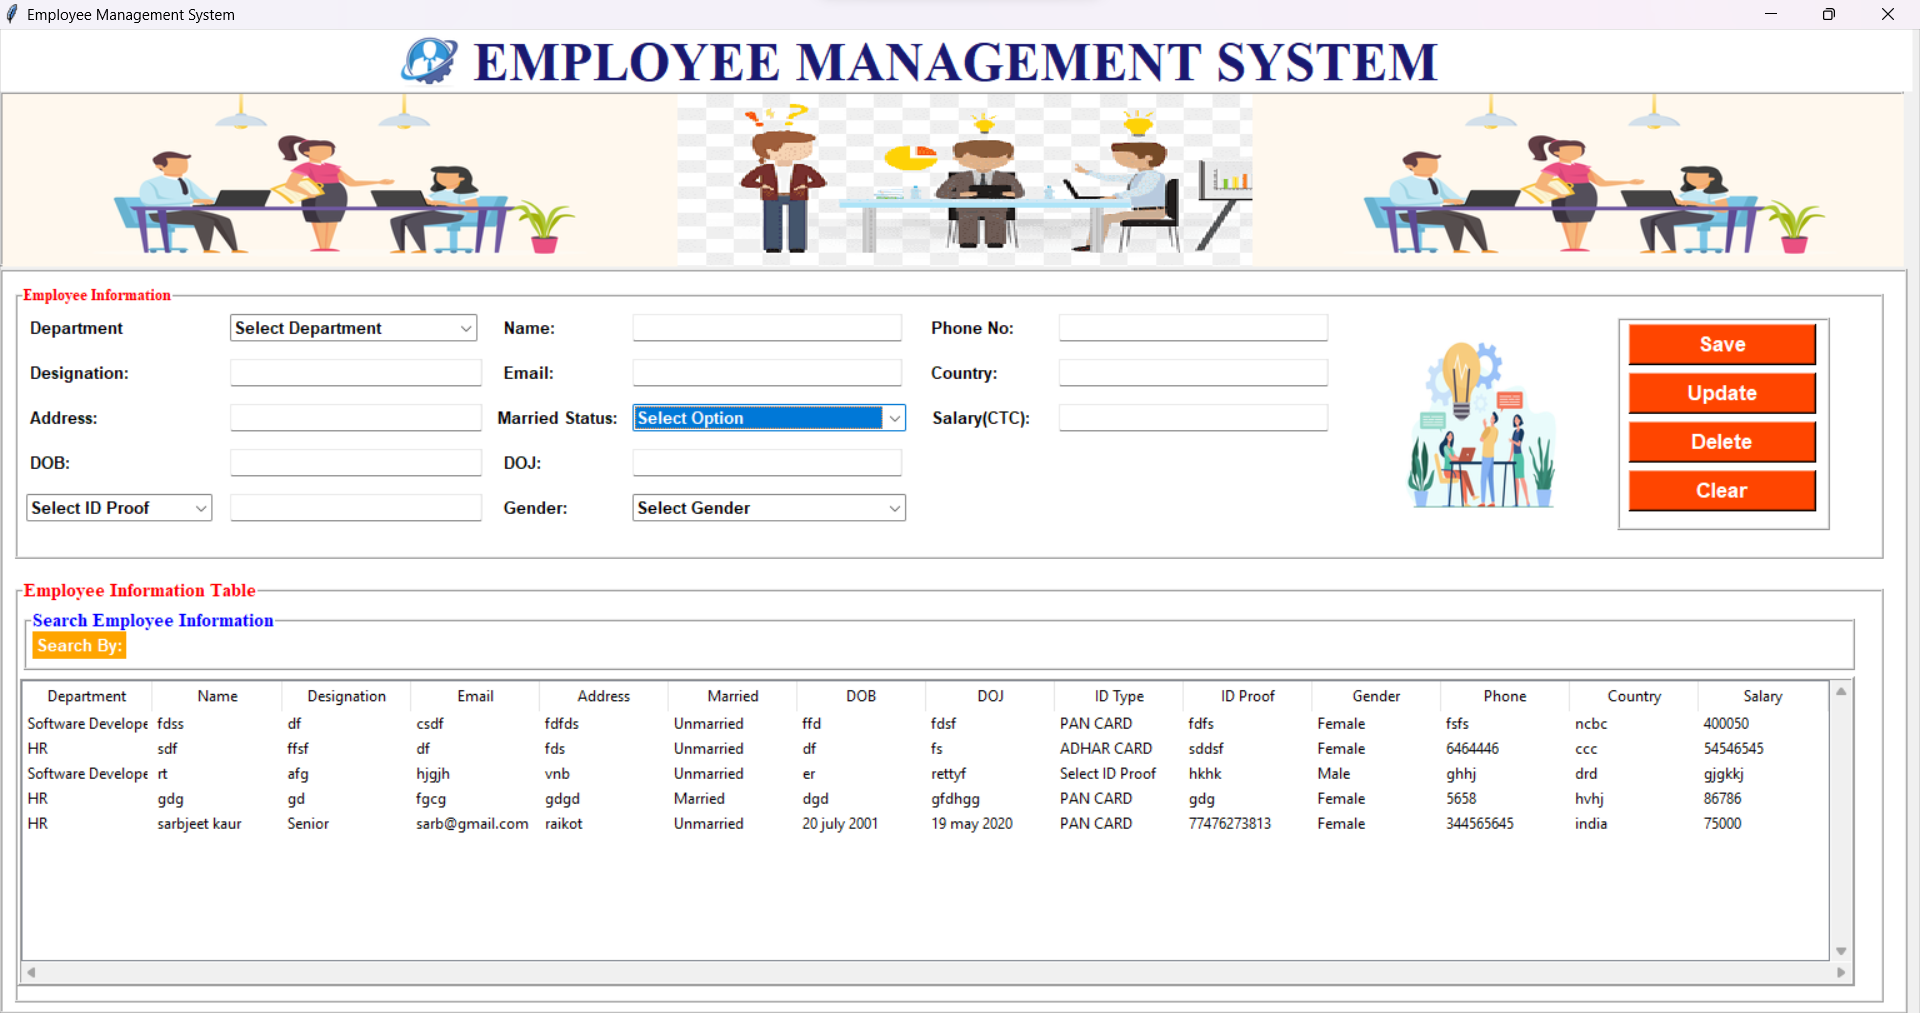 Employee Management System
EMPLOYEE MANAGEMENT SYSTEM
Employee Information
Department Select Department Name: Phone No:
Designation: Email: Country:
Address: Married Status: Select Option Salary(CTC):
DOB: DOJ:
Select ID Proof Gender: Select Gender
Save
Update
Delete
Clear
Employee Information Table
Search Employee Information
Search By:
Department Name Designation Email Address Married DOB DOJ ID Type ID Proof Gender Phone Country Salary
Software Develope fdss df csdf fdfds Unmarried ffd fdsf PAN CARD fdfs Female fsfs ncbc 400050
HR sdf ffsf df fds Unmarried df fs ADHAR CARD sddsf Female 6464446 ccc 54546545
Software Develope rt afg hjgjh vnb Unmarried er rettyf Select ID Proof hkhk Male ghhj drd gjgkkj
HR gdg gd fgcg gdgd Married dgd gfdhgg PAN CARD gdg Female 5658 hvhj 86786
HR sarbjeet kaur Senior sarb@gmail.com raikot Unmarried 20 july 2001 19 may 2020 PAN CARD 77476273813 Female 344565645 india 75000